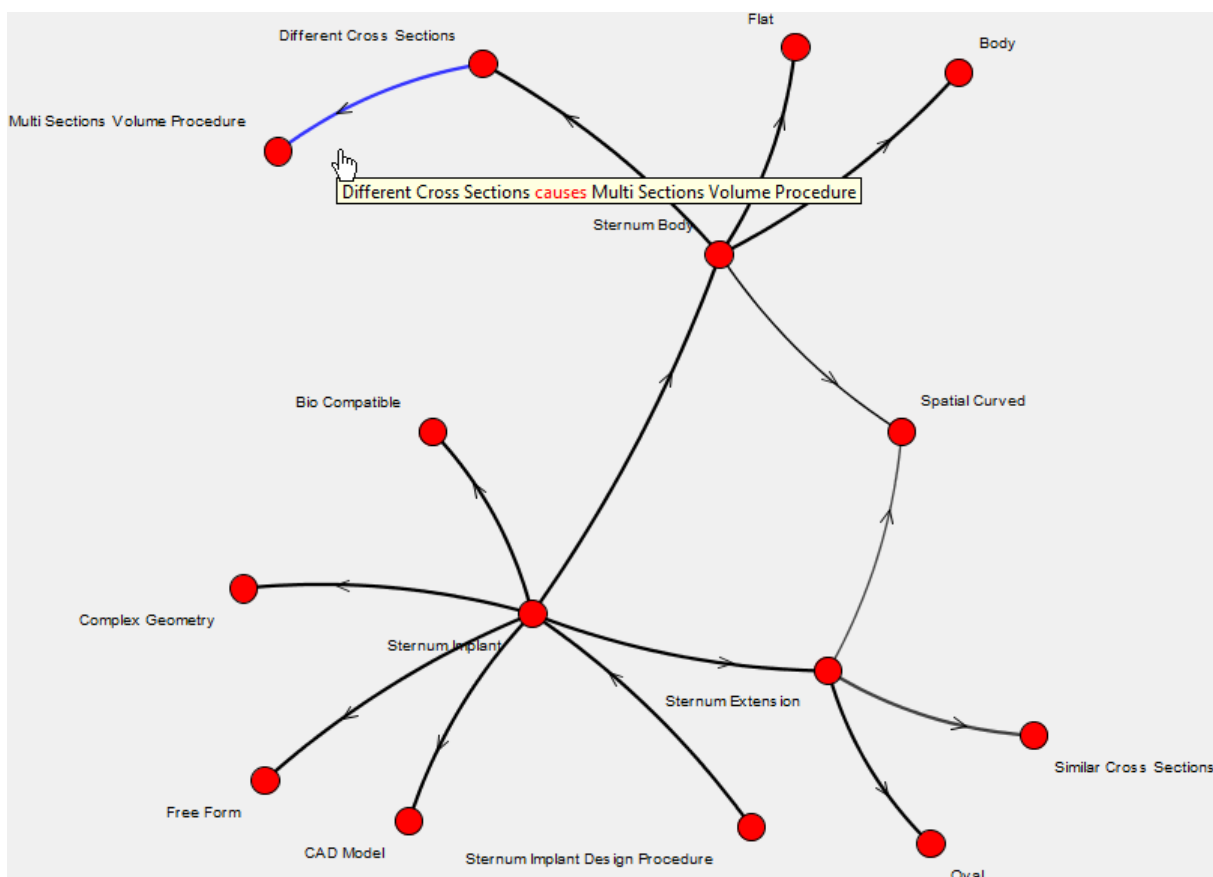 Flat
Different Cross Sections
Body
Multi Sections Volume Procedure
Different Cross Sections causes Multi Sections Volume Procedure
Sternum Body
Bio Compatible
Spatial Curved
Complex Geometry
Sternum Implant
Sternum Extension
Similar Cross Sections
Free Form
CAD Model
Sternum Implant Design Procedure
Oval